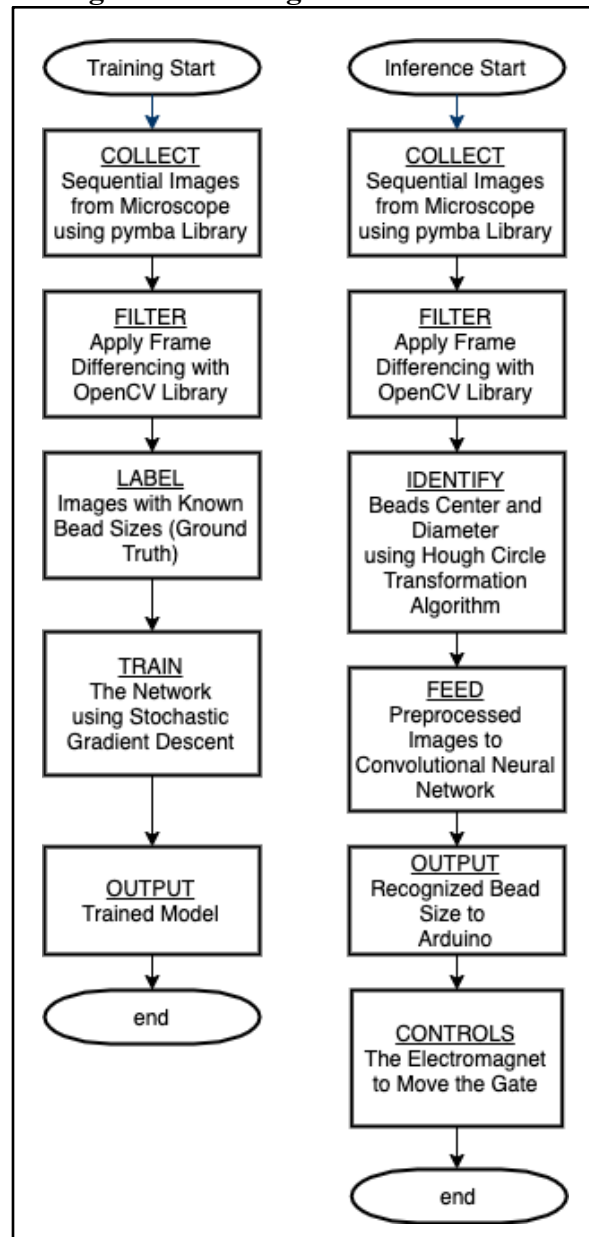 Training Start
COLLECT
Sequential Images
from Microscope
using pymba Library
FILTER
Apply Frame
Differencing with
OpenCV Library
LABEL
Images with Known
Bead Sizes (Ground
Truth)
TRAIN
The Network
using Stochastic
Gradient Descent
OUTPUT
Trained Model
end
Inference Start
COLLECT
Sequential Images
from Microscope
using pymba Library
FILTER
Apply Frame
Differencing with
OpenCV Library
IDENTIFY
Beads Center and
Diameter
using Hough Circle
Transformation
Algorithm
FEED
Preprocessed
Images to
Convolutional Neural
Network
OUTPUT
Recognized Bead
Size to
Arduino
CONTROLS
The Electromagnet
to Move the Gate
end